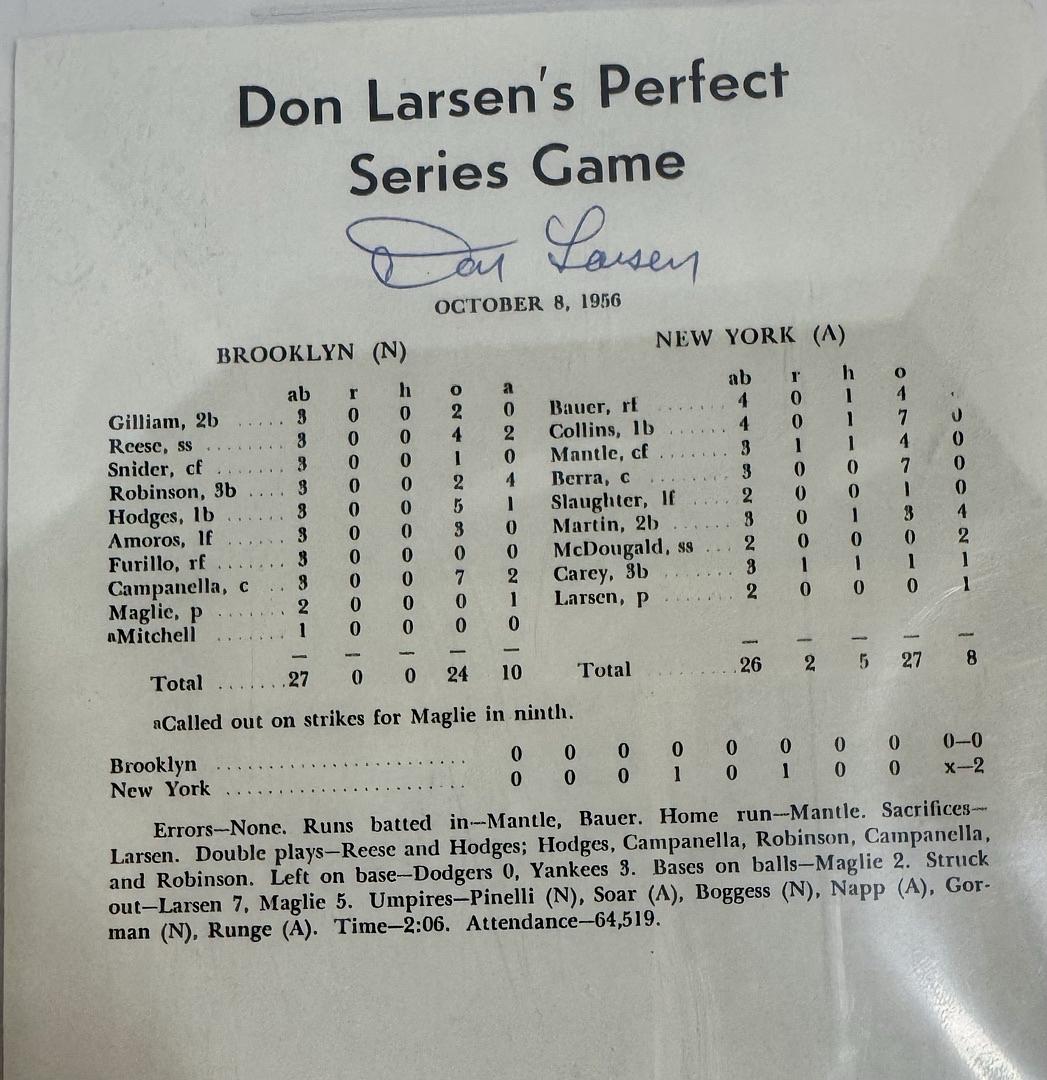 Don Larsen's Perfect
Series Game
Don Larsen
OCTOBER 8, 1956
BROOKLYN (N)
ab r h o a
Gilliam, 2b ..... 3 0 0 2 0
Reese, ss ........ 3 0 0 4 2
Snider, cf ....... 3 0 0 1 0
Robinson, 3b .... 3 0 0 2 4
Hodges, 1b ...... 3 0 0 5 1
Amoros, lf ....... 3 0 0 3 0
Furillo, rf ....... 3 0 0 0 0
Campanella, c .. 3 0 0 7 2
Maglie, p ........ 2 0 0 0 1
aMitchell ........ 1 0 0 0 0
— — — — —
Total .......27 0 0 24 10
NEW YORK (A)
ab r h o
Bauer, rf ....... 4 0 1 4
Collins, 1b ...... 4 0 1 7 0
Mantle, cf ....... 3 1 1 4 0
Berra, c ........ 3 0 0 7 0
Slaughter, lf .... 2 0 0 1 0
Martin, 2b ...... 3 0 1 3 4
McDougald, ss ... 2 0 0 0 2
Carey, 3b ....... 3 1 1 1 1
Larsen, p ........ 2 0 0 0 1
— — — — —
Total ..........26 2 5 27 8
aCalled out on strikes for Maglie in ninth.
Brooklyn ........................ 0 0 0 0 0 0 0 0 0–0
New York ....................... 0 0 0 1 0 1 0 0 x–2
Errors—None. Runs batted in—Mantle, Bauer. Home run—Mantle. Sacrifices—
Larsen. Double plays—Reese and Hodges; Hodges, Campanella, Robinson, Campanella,
and Robinson. Left on base—Dodgers 0, Yankees 3. Bases on balls—Maglie 2. Struck
out—Larsen 7, Maglie 5. Umpires—Pinelli (N), Soar (A), Boggess (N), Napp (A), Gor-
man (N), Runge (A). Time—2:06. Attendance—64,519.